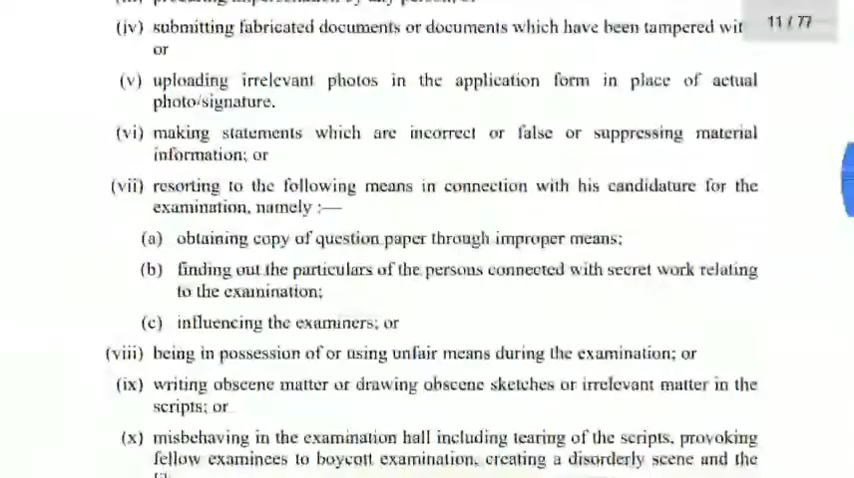 11 / 77
(iv) submitting fabricated documents or documents which have been tampered wit
or
(v) uploading irrelevant photos in the application form in place of actual
photo/signature.
(vi) making statements which are incorrect or false or suppressing material
information; or
(vii) resorting to the following means in connection with his candidature for the
examination, namely :—
(a) obtaining copy of question paper through improper means;
(b) finding out the particulars of the persons connected with secret work relating
to the examination;
(c) influencing the examiners; or
(viii) being in possession of or using unfair means during the examination; or
(ix) writing obscene matter or drawing obscene sketches or irrelevant matter in the
scripts; or
(x) misbehaving in the examination hall including tearing of the scripts, provoking
fellow examinees to boycott examination, creating a disorderly scene and the